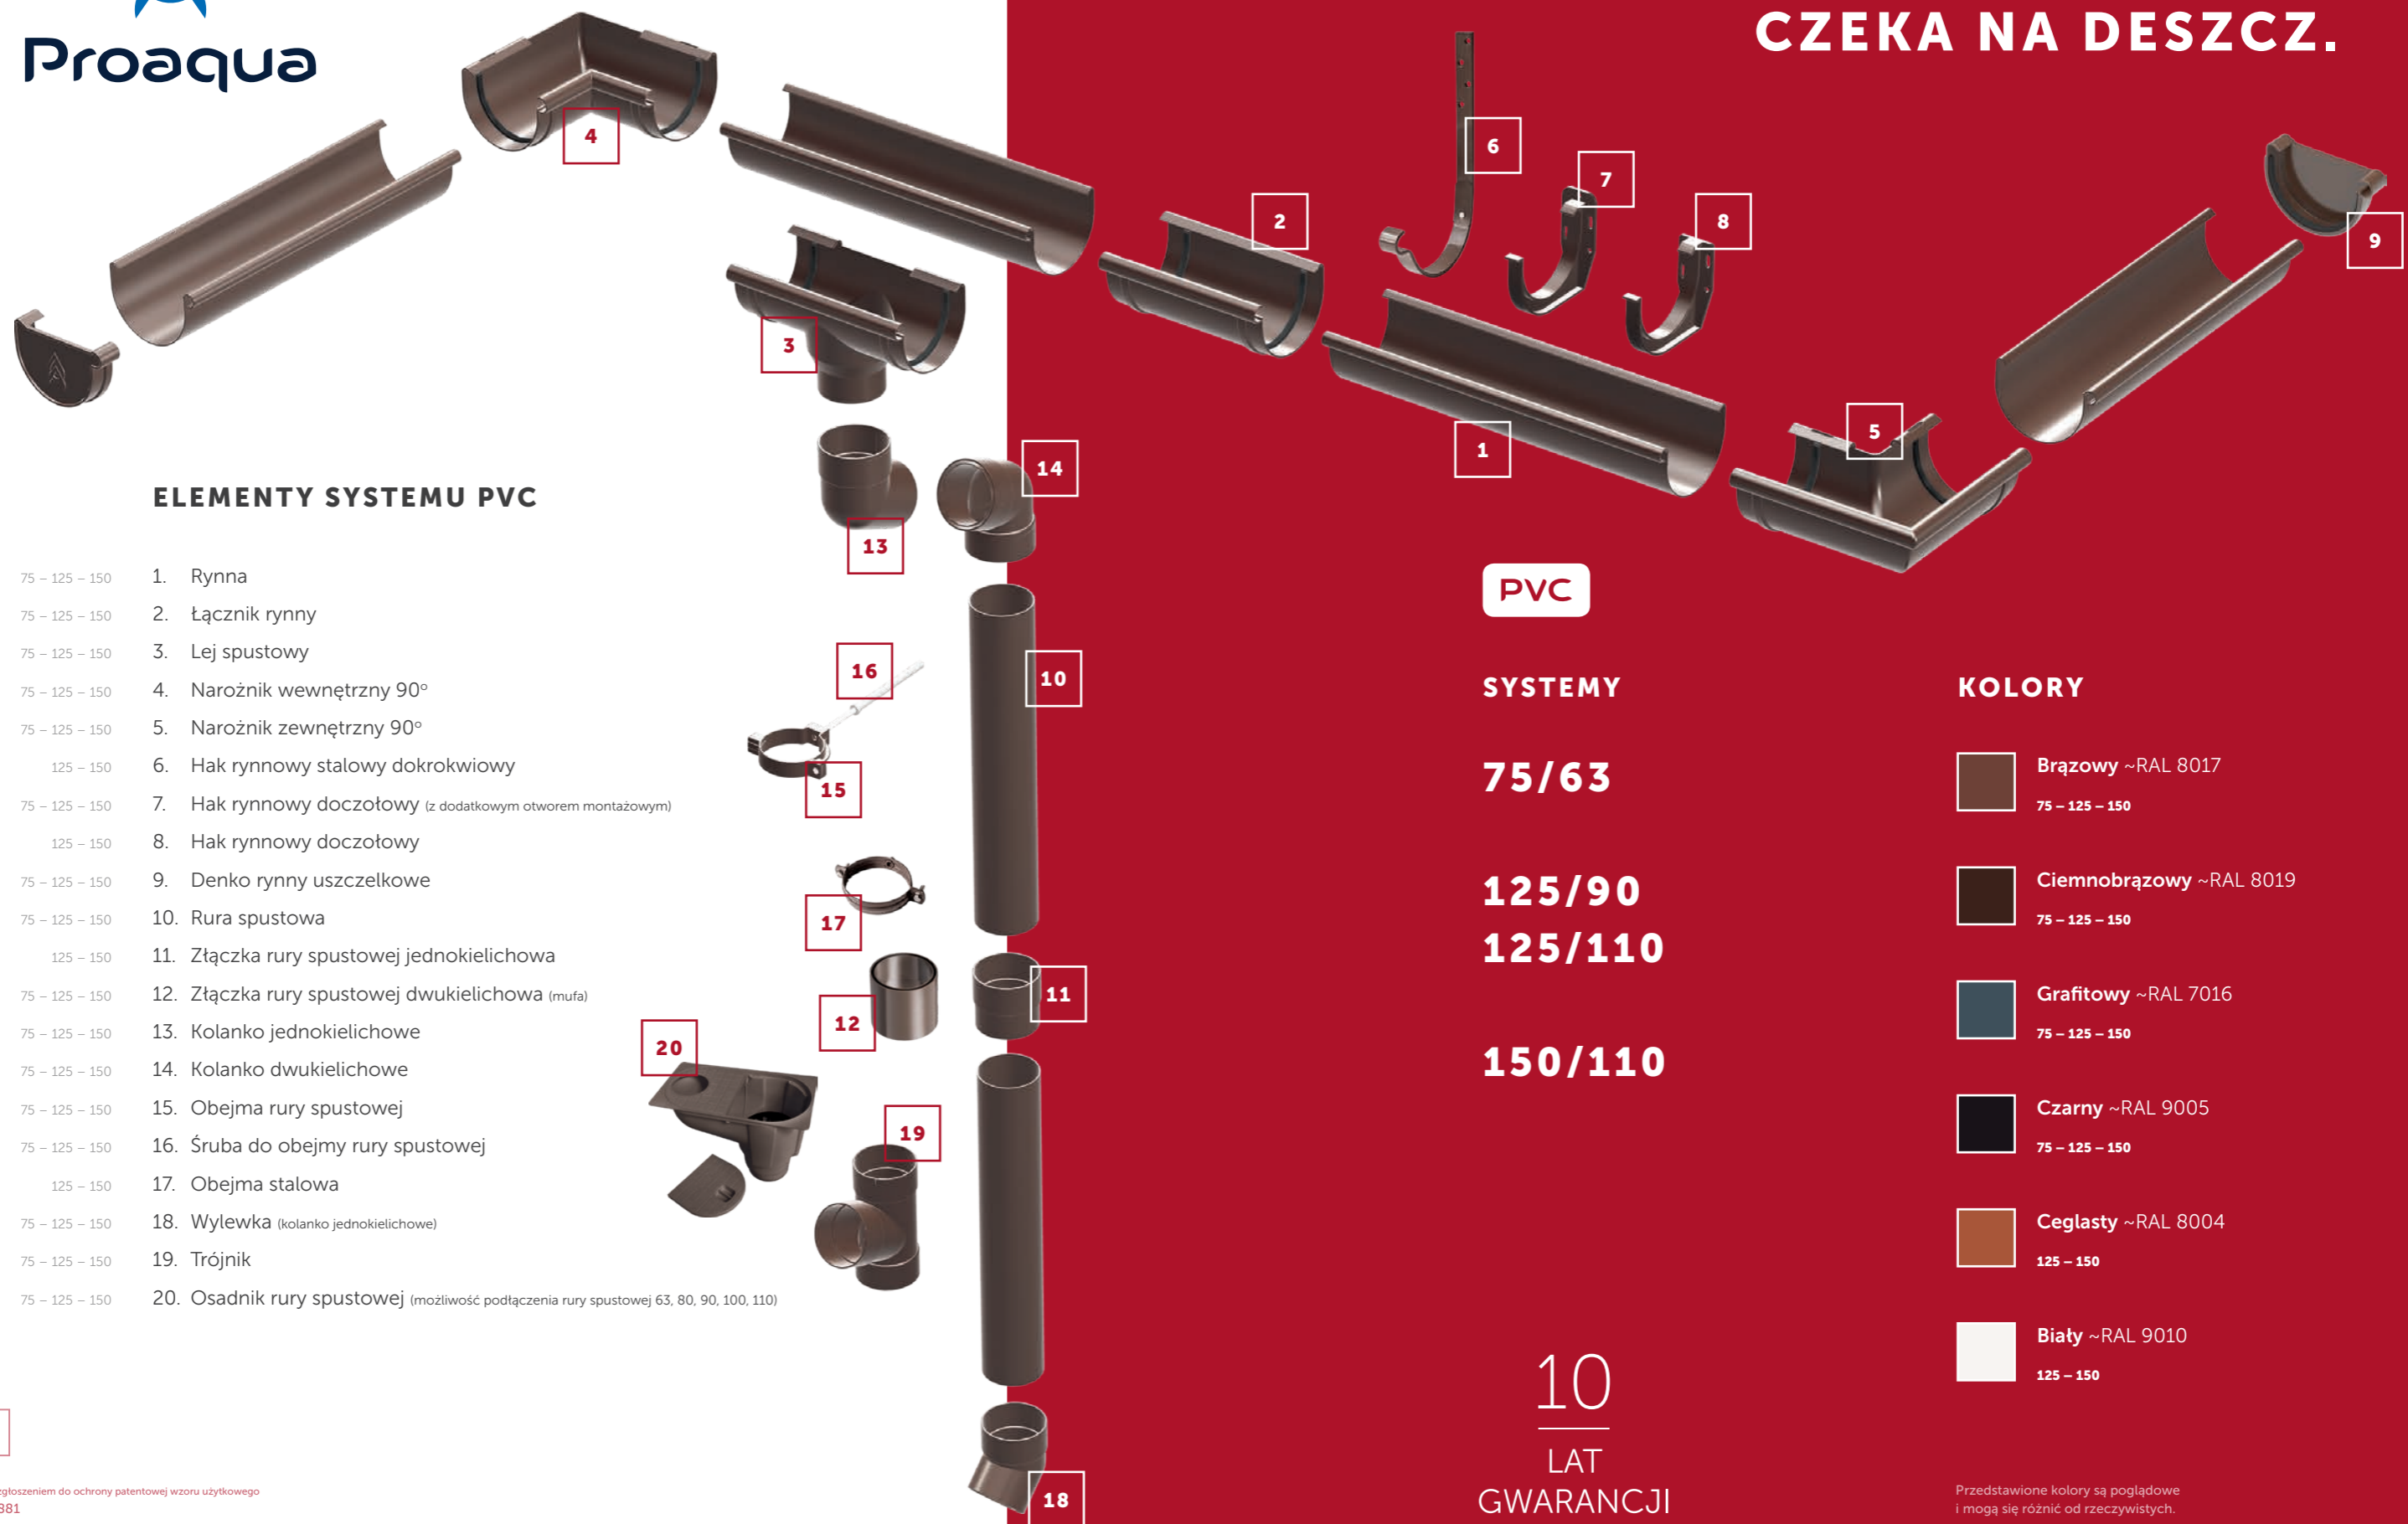 Proaqua
CZEKA NA DESZCZ.
4
6
7
2
8
9
3
5
1
14
13
ELEMENTY SYSTEMU PVC
75 – 125 – 150 1. Rynna
75 – 125 – 150 2. Łącznik rynny
75 – 125 – 150 3. Lej spustowy
75 – 125 – 150 4. Narożnik wewnętrzny 90º
75 – 125 – 150 5. Narożnik zewnętrzny 90º
125 – 150 6. Hak rynnowy stalowy dokrokwiowy
75 – 125 – 150 7. Hak rynnowy doczołowy (z dodatkowym otworem montażowym)
125 – 150 8. Hak rynnowy doczołowy
75 – 125 – 150 9. Denko rynny uszczelkowe
75 – 125 – 150 10. Rura spustowa
125 – 150 11. Złączka rury spustowej jednokielichowa
75 – 125 – 150 12. Złączka rury spustowej dwukielichowa (mufa)
75 – 125 – 150 13. Kolanko jednokielichowe
75 – 125 – 150 14. Kolanko dwukielichowe
75 – 125 – 150 15. Obejma rury spustowej
75 – 125 – 150 16. Śruba do obejmy rury spustowej
125 – 150 17. Obejma stalowa
75 – 125 – 150 18. Wylewka (kolanko jednokielichowe)
75 – 125 – 150 19. Trójnik
75 – 125 – 150 20. Osadnik rury spustowej (możliwość podłączenia rury spustowej 63, 80, 90, 100, 110)
16
10
15
17
12
11
20
19
18
PVC
SYSTEMY
75/63
125/90
125/110
150/110
KOLORY
Brązowy ~RAL 8017
75 – 125 – 150
Ciemnobrązowy ~RAL 8019
75 – 125 – 150
Grafitowy ~RAL 7016
75 – 125 – 150
Czarny ~RAL 9005
75 – 125 – 150
Ceglasty ~RAL 8004
125 – 150
Biały ~RAL 9010
125 – 150
10
LAT
GWARANCJI
Przedstawione kolory są poglądowe
i mogą się różnić od rzeczywistych.
zgłoszeniem do ochrony patentowej wzoru użytkowego
881